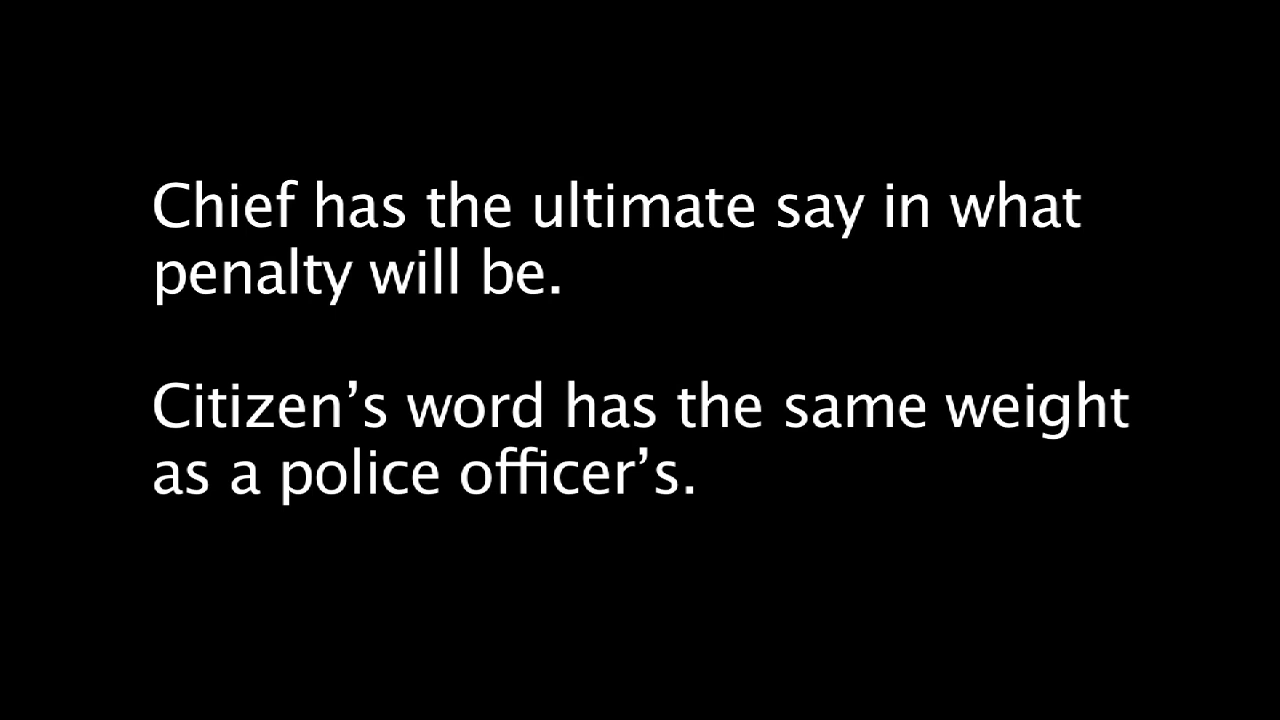 Chief has the ultimate say in what
penalty will be.
Citizen’s word has the same weight
as a police officer’s.